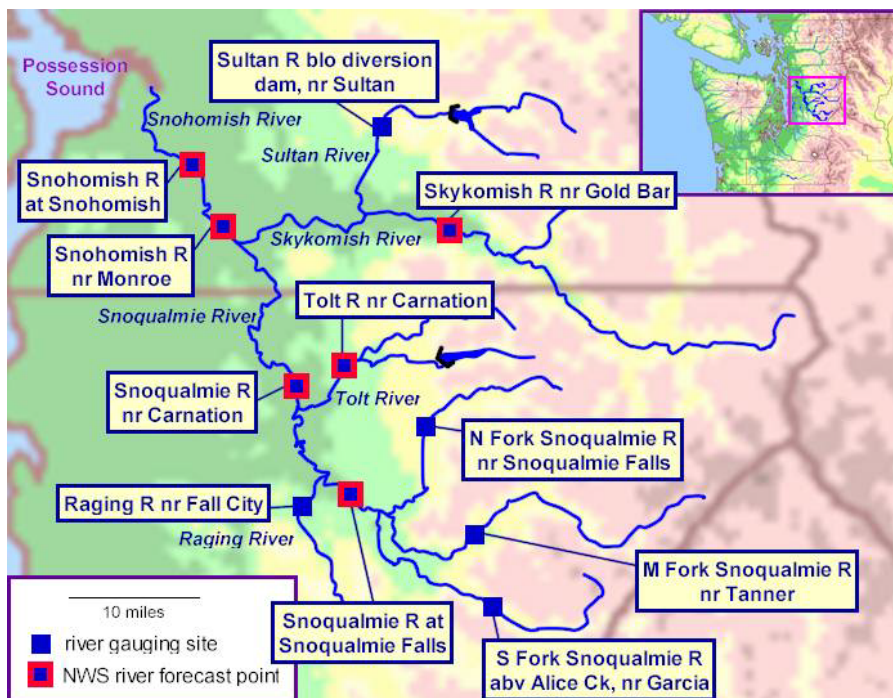 Possession
Sound
Sultan R blo diversion
dam, nr Sultan
Snohomish River
Sultan River
Snohomish R
at Snohomish
Skykomish R nr Gold Bar
Skykomish River
Snohomish R
nr Monroe
Tolt R nr Carnation
Snoqualmie River
Snoqualmie R
nr Carnation
Tolt River
N Fork Snoqualmie R
nr Snoqualmie Falls
Raging R nr Fall City
Raging River
M Fork Snoqualmie R
nr Tanner
Snoqualmie R at
Snoqualmie Falls
S Fork Snoqualmie R
abv Alice Ck, nr Garcia
10 miles
river gauging site
NWS river forecast point